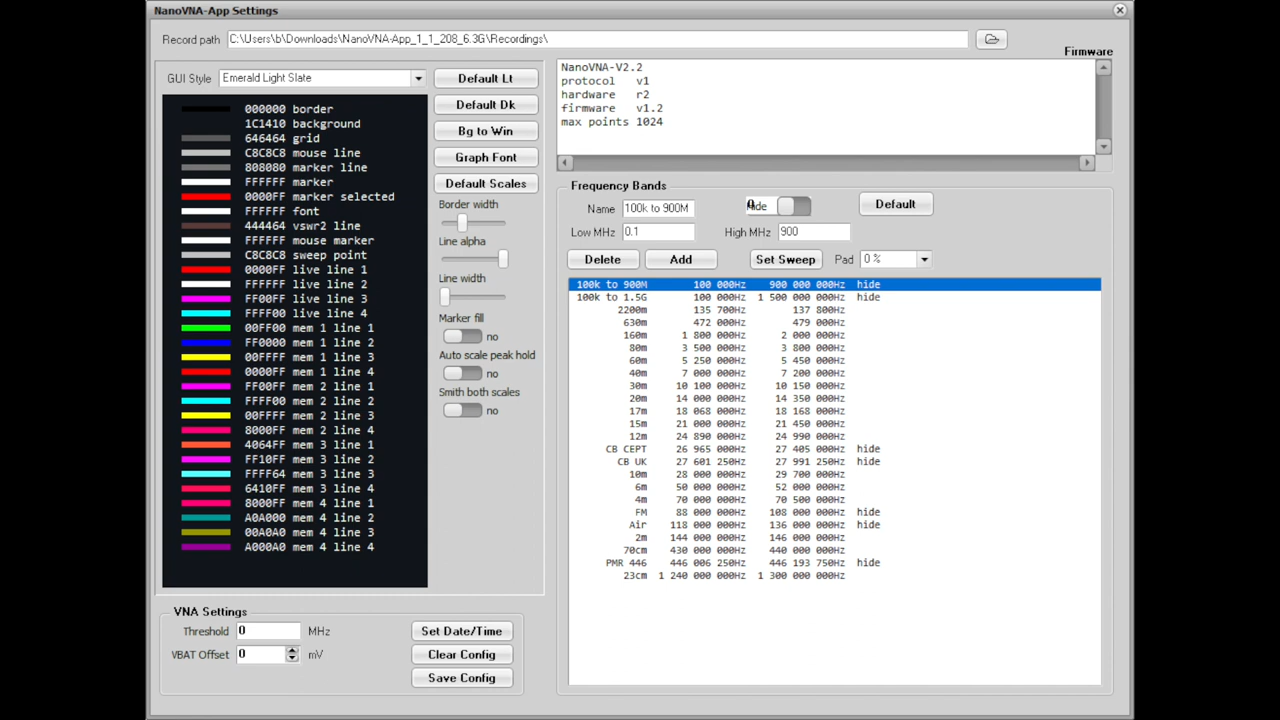 NanoVNA-App Settings
Record path C:\Users\b\Downloads\NanoVNA-App_1_1_208_6.3G\Recordings\
Firmware
GUI Style Emerald Light Slate
Default Lt
Default Dk
Bg to Win
Graph Font
Default Scales
Border width
Line alpha
Line width
Marker fill
no
Auto scale peak hold
no
Smith both scales
no
000000 border
1C1410 background
646464 grid
C8C8C8 mouse line
808080 marker line
FFFFFF marker
0000FF marker selected
FFFFFF font
444464 vswr2 line
FFFFFF mouse marker
C8C8C8 sweep point
0000FF live line 1
FFFFFF live line 2
FF00FF live line 3
FFFF00 live line 4
00FF00 mem 1 line 1
FF0000 mem 1 line 2
00FFFF mem 1 line 3
0000FF mem 1 line 4
FF00FF mem 2 line 1
FFFF00 mem 2 line 2
00FFFF mem 2 line 3
8000FF mem 2 line 4
4064FF mem 3 line 1
FF10FF mem 3 line 2
FFFF64 mem 3 line 3
6410FF mem 3 line 4
8000FF mem 4 line 1
A0A000 mem 4 line 2
00A0A0 mem 4 line 3
A000A0 mem 4 line 4
VNA Settings
Threshold 0 MHz
VBAT Offset 0 mV
Set Date/Time
Clear Config
Save Config
NanoVNA-V2.2
protocol v1
hardware r2
firmware v1.2
max points 1024
Frequency Bands
Name 100k to 900M hide Default
Low MHz 0.1 High MHz 900
Delete Add Set Sweep Pad 0 %
100k to 900M 100 000Hz 900 000 000Hz hide
100k to 1.5G 100 000Hz 1 500 000 000Hz hide
2200m 135 700Hz 137 800Hz
630m 472 000Hz 479 000Hz
160m 1 800 000Hz 2 000 000Hz
80m 3 500 000Hz 3 800 000Hz
60m 5 250 000Hz 5 450 000Hz
40m 7 000 000Hz 7 200 000Hz
30m 10 100 000Hz 10 150 000Hz
20m 14 000 000Hz 14 350 000Hz
17m 18 068 000Hz 18 168 000Hz
15m 21 000 000Hz 21 450 000Hz
12m 24 890 000Hz 24 990 000Hz
CB CEPT 26 965 000Hz 27 405 000Hz hide
CB UK 27 601 250Hz 27 991 250Hz hide
10m 28 000 000Hz 29 700 000Hz
6m 50 000 000Hz 52 000 000Hz
4m 70 000 000Hz 70 500 000Hz
FM 88 000 000Hz 108 000 000Hz hide
Air 118 000 000Hz 136 000 000Hz hide
2m 144 000 000Hz 146 000 000Hz
70cm 430 000 000Hz 440 000 000Hz
PMR 446 446 006 250Hz 446 193 750Hz hide
23cm 1 240 000 000Hz 1 300 000 000Hz